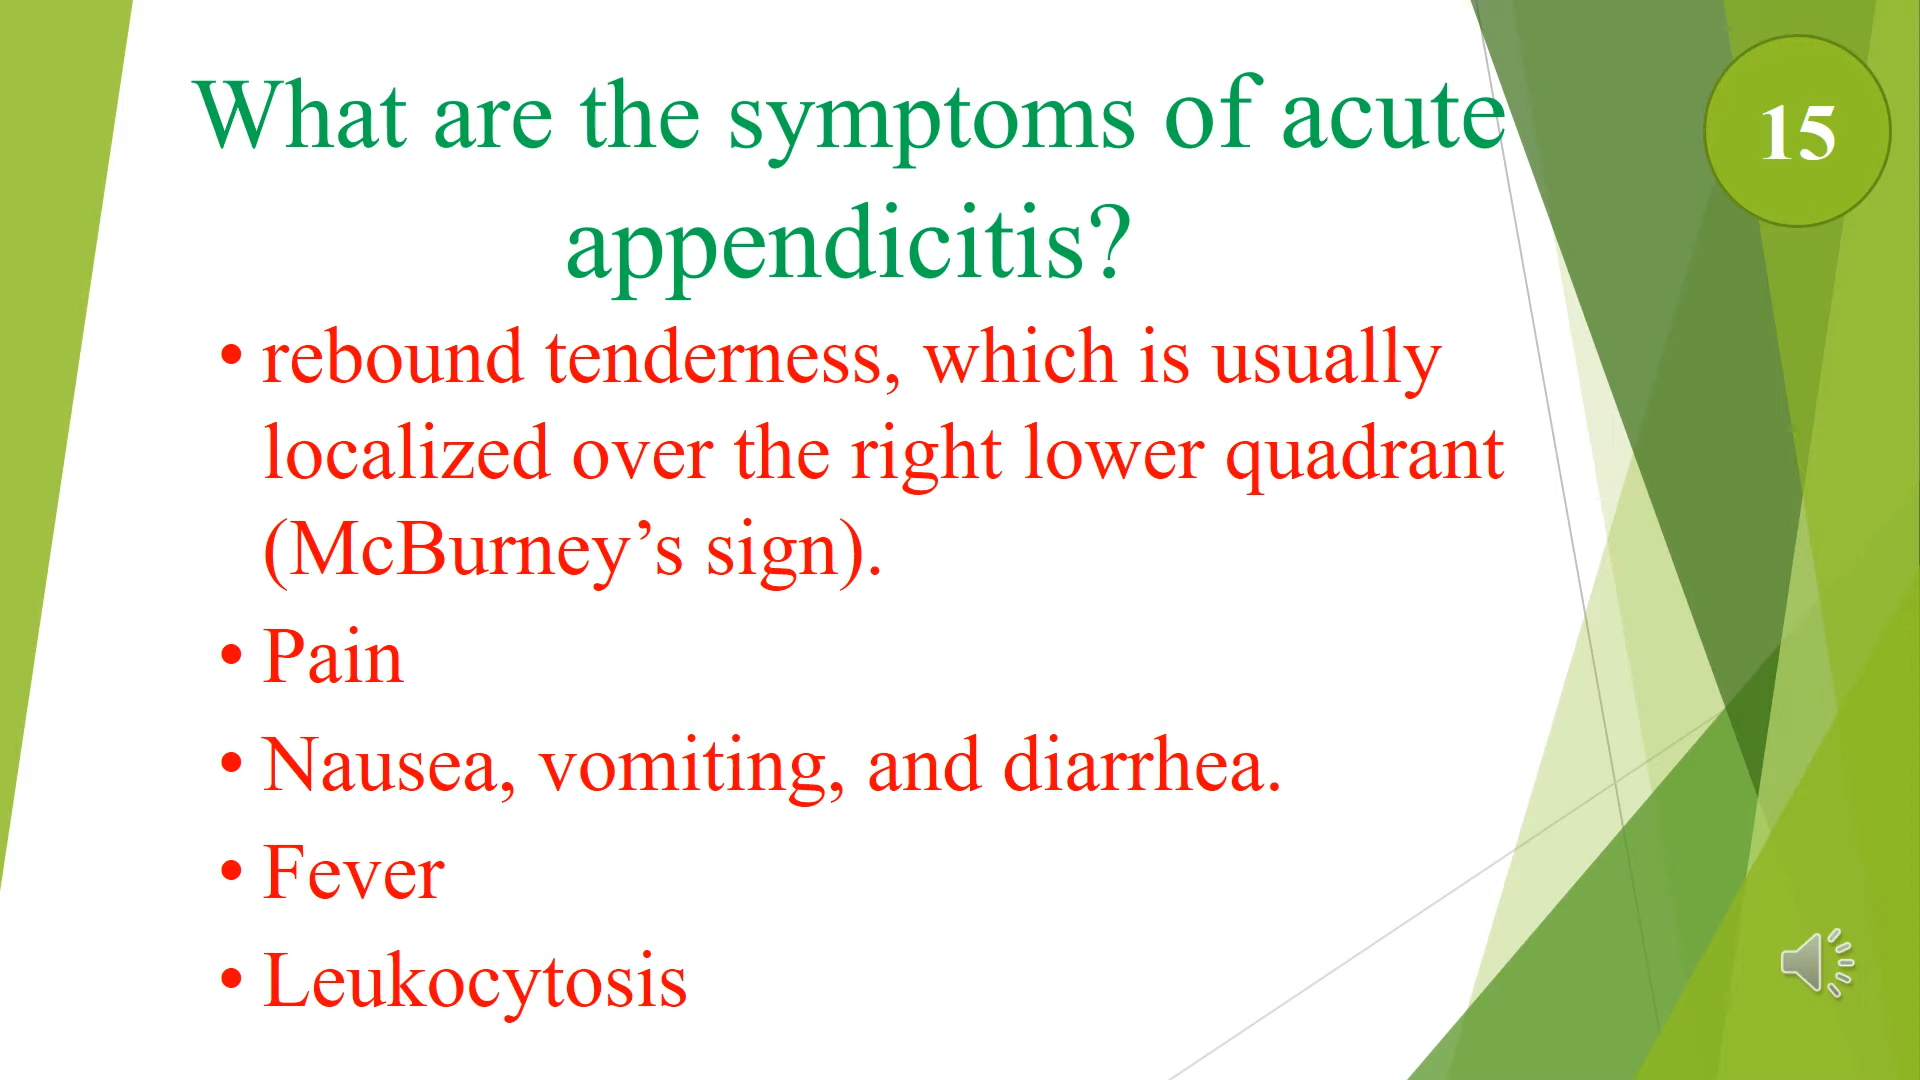 What are the symptoms of acute
appendicitis?
15
• rebound tenderness, which is usually
localized over the right lower quadrant
(McBurney’s sign).
• Pain
• Nausea, vomiting, and diarrhea.
• Fever
• Leukocytosis